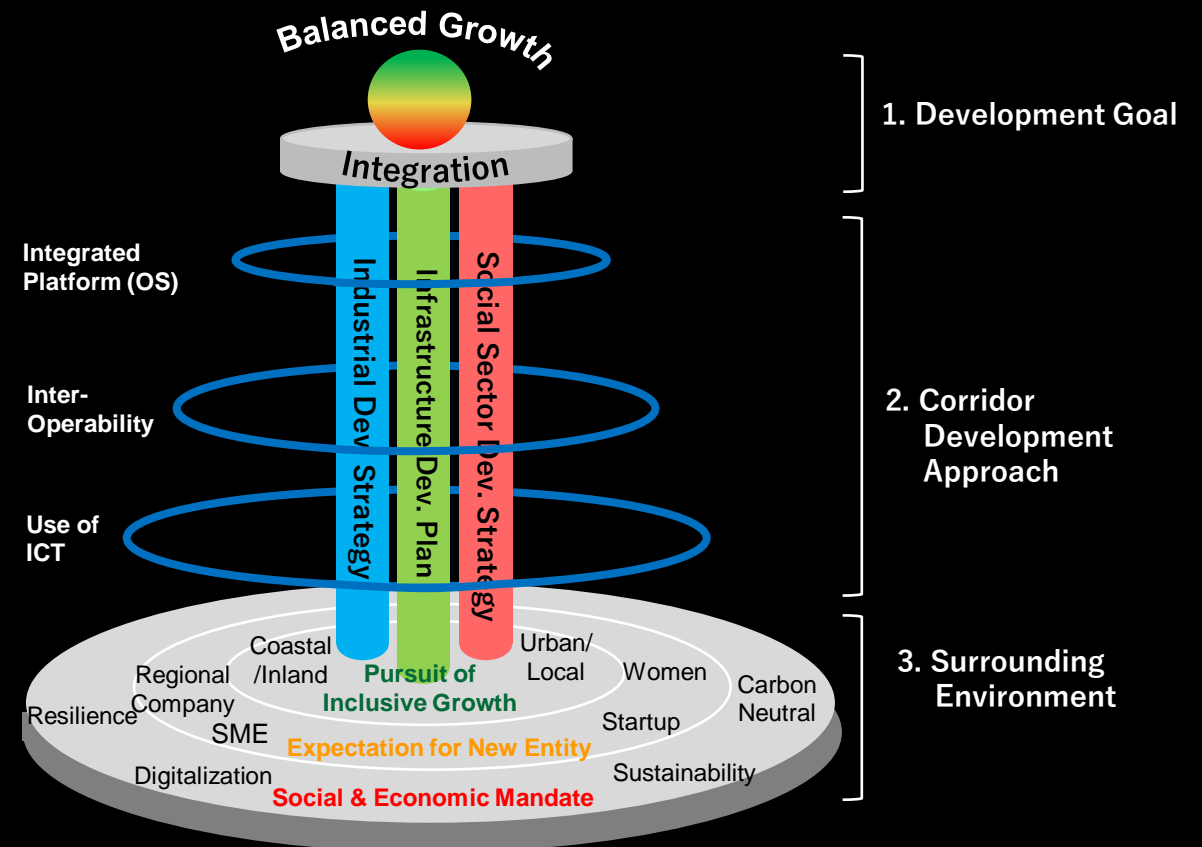 Balanced Growth
Integration
1. Development Goal
Integrated
Platform (OS)
Inter-
Operability
Use of
ICT
Industrial Dev. Strategy
Infrastructure Dev. Plan
Social Sector Dev. Strategy
2. Corridor
Development
Approach
Coastal
/Inland
Urban/
Local
Regional
Company
Women
Pursuit of
Inclusive Growth
Carbon
Neutral
Resilience
SME
Startup
Expectation for New Entity
Digitalization
Sustainability
Social & Economic Mandate
3. Surrounding
Environment